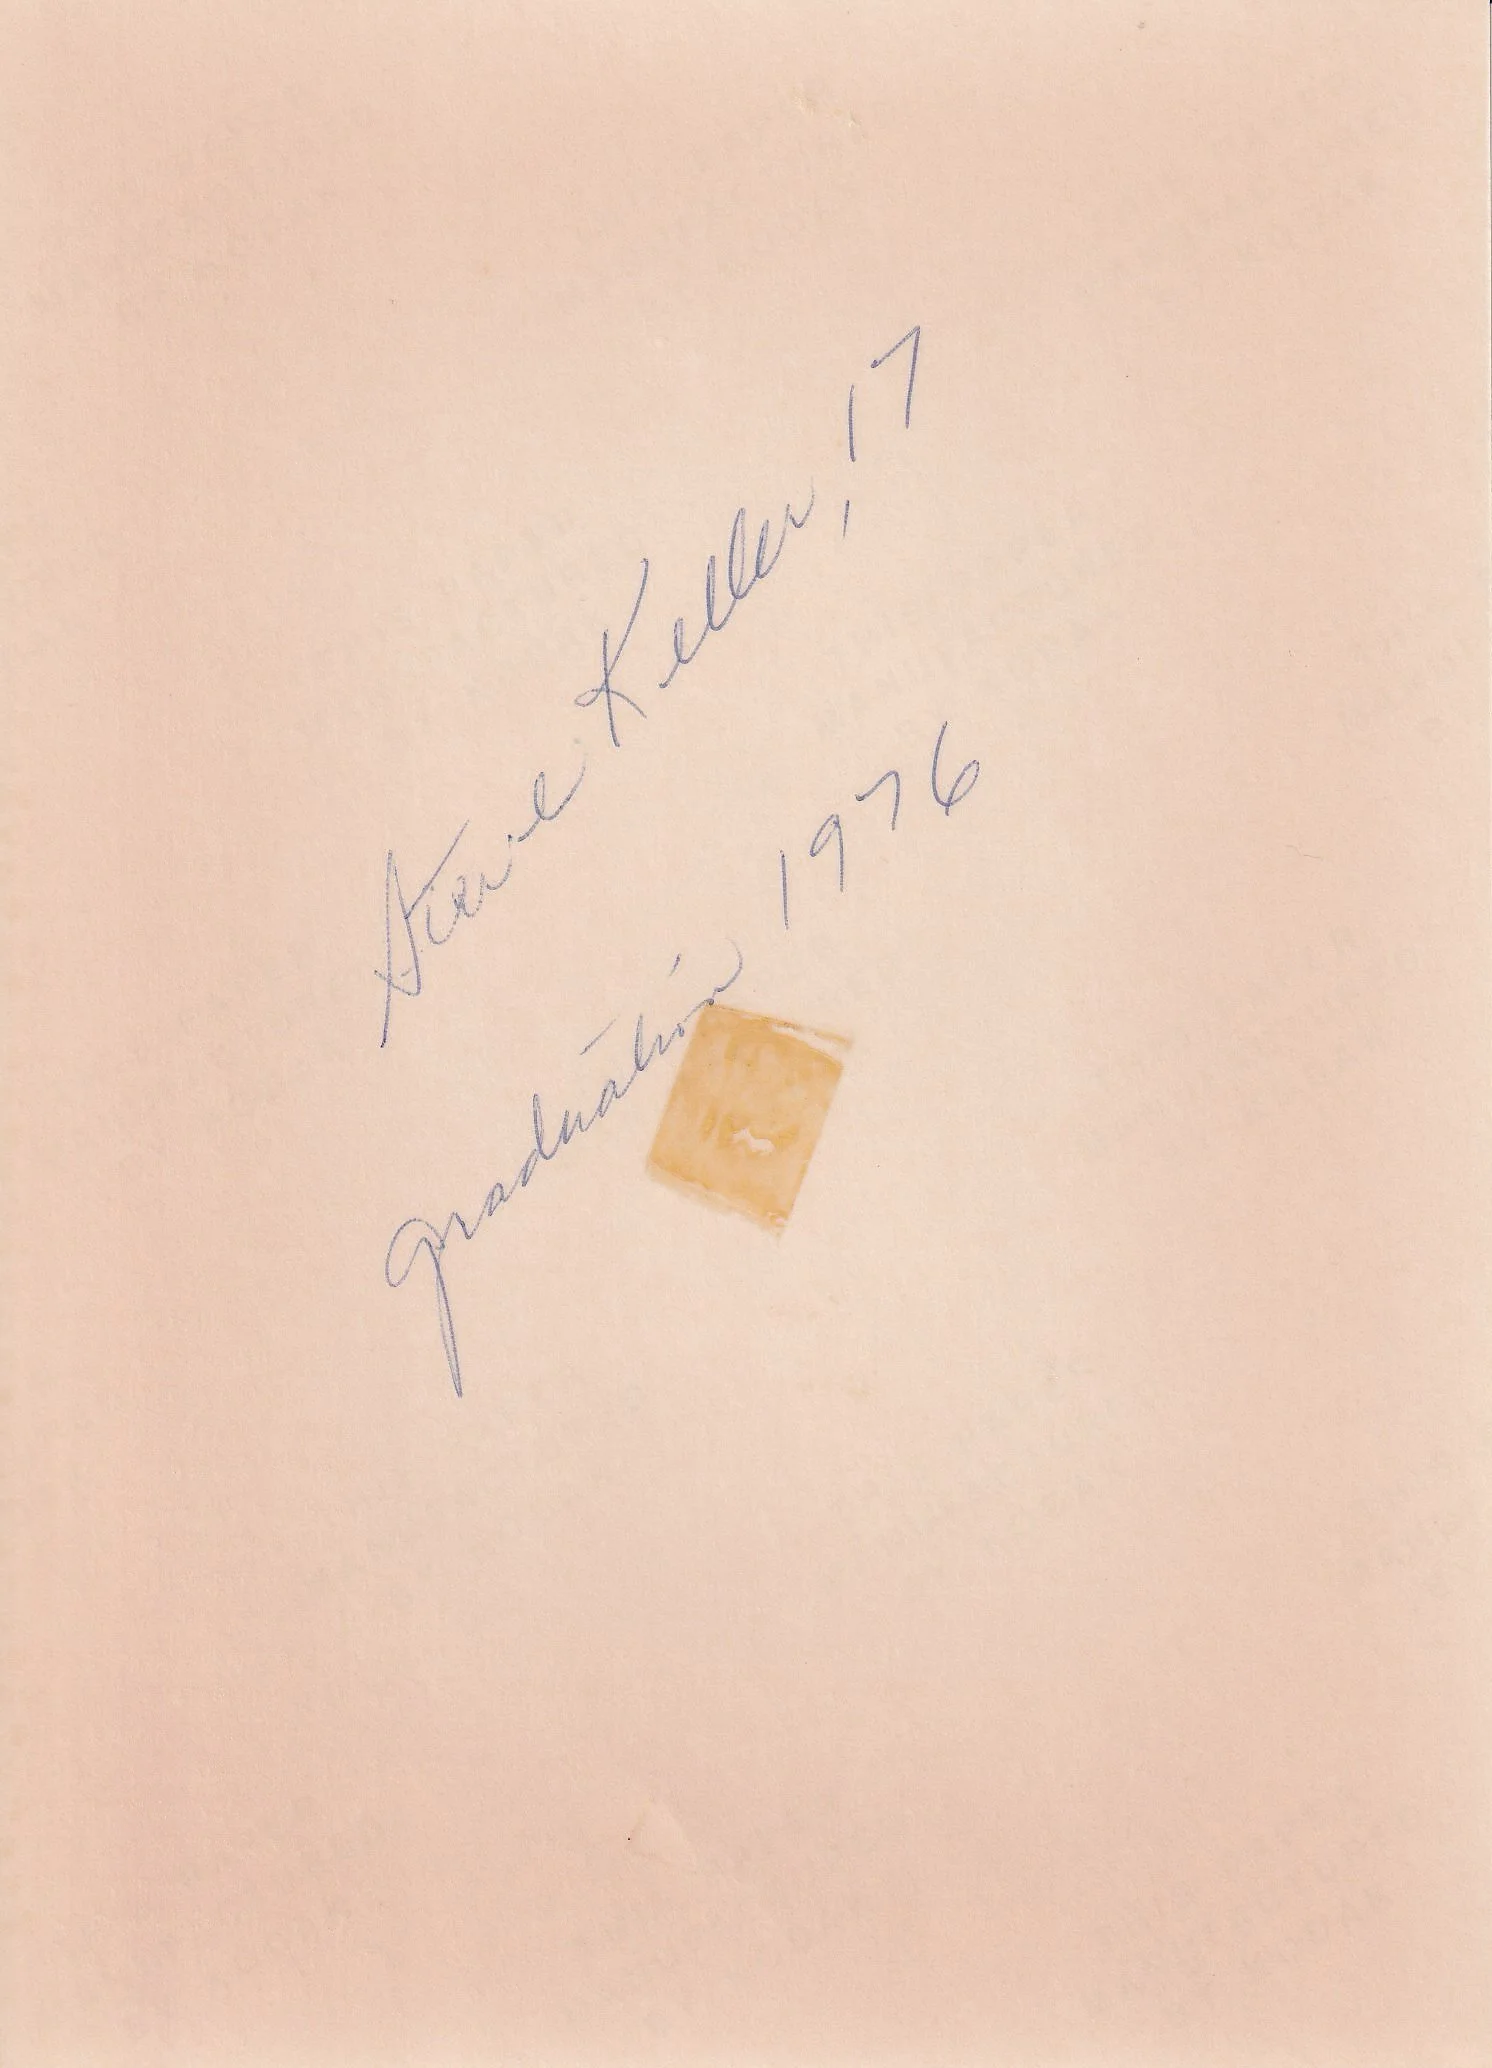 Steve Keller, 17
graduation 1976